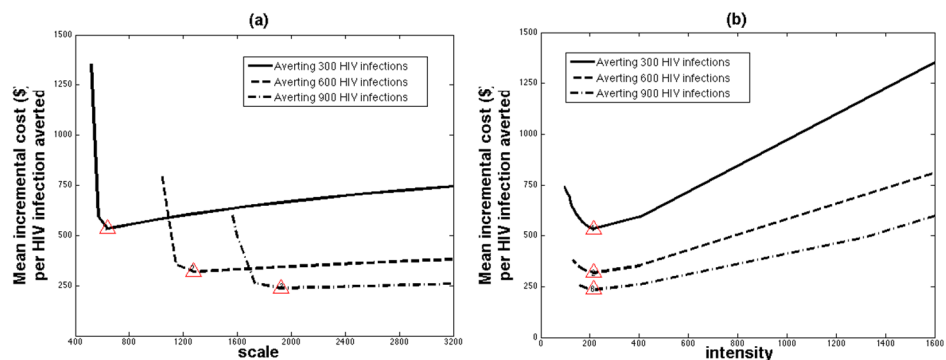 (a)
Mean incremental cost ($)
per HIV infection averted
1500
1250
1000
750
500
250
0
400
800
1200
1600
2000
2400
2800
3200
scale
Averting 300 HIV infections
Averting 600 HIV infections
Averting 900 HIV infections
(b)
Mean incremental cost ($)
per HIV infection averted
1500
1250
1000
750
500
250
0
0
200
400
600
800
1000
1200
1400
1600
intensity
Averting 300 HIV infections
Averting 600 HIV infections
Averting 900 HIV infections